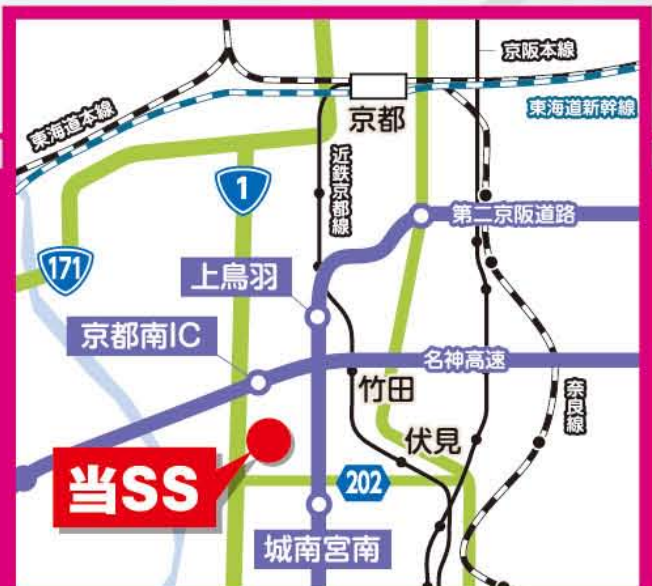 京阪本線
東海道本線
京都
東海道新幹線
近鉄京都線
1
第二京阪道路
171
上鳥羽
京都南IC
名神高速
竹田
奈良線
伏見
当SS
202
城南宮南